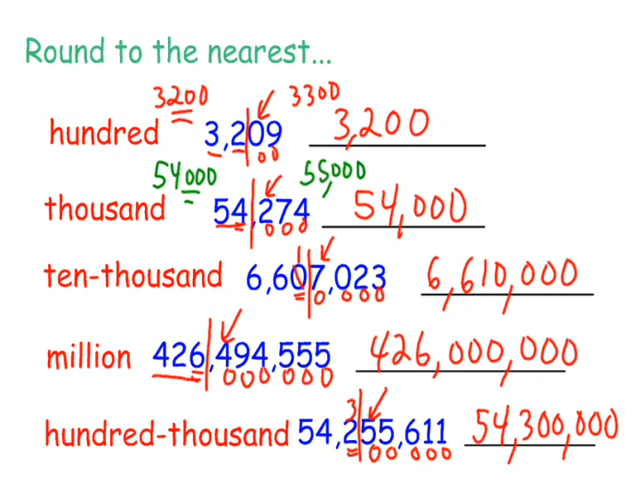 Round to the nearest...
3200 3300
hundred 3,209 3,200
00
54000 55,000
thousand 54,274 54,000
000
1
ten-thousand 6,607,023 6,610,000
0 000
million 426,494,555 426,000,000
000 000
3
hundred-thousand 54,255,611 54,300,000
00 000